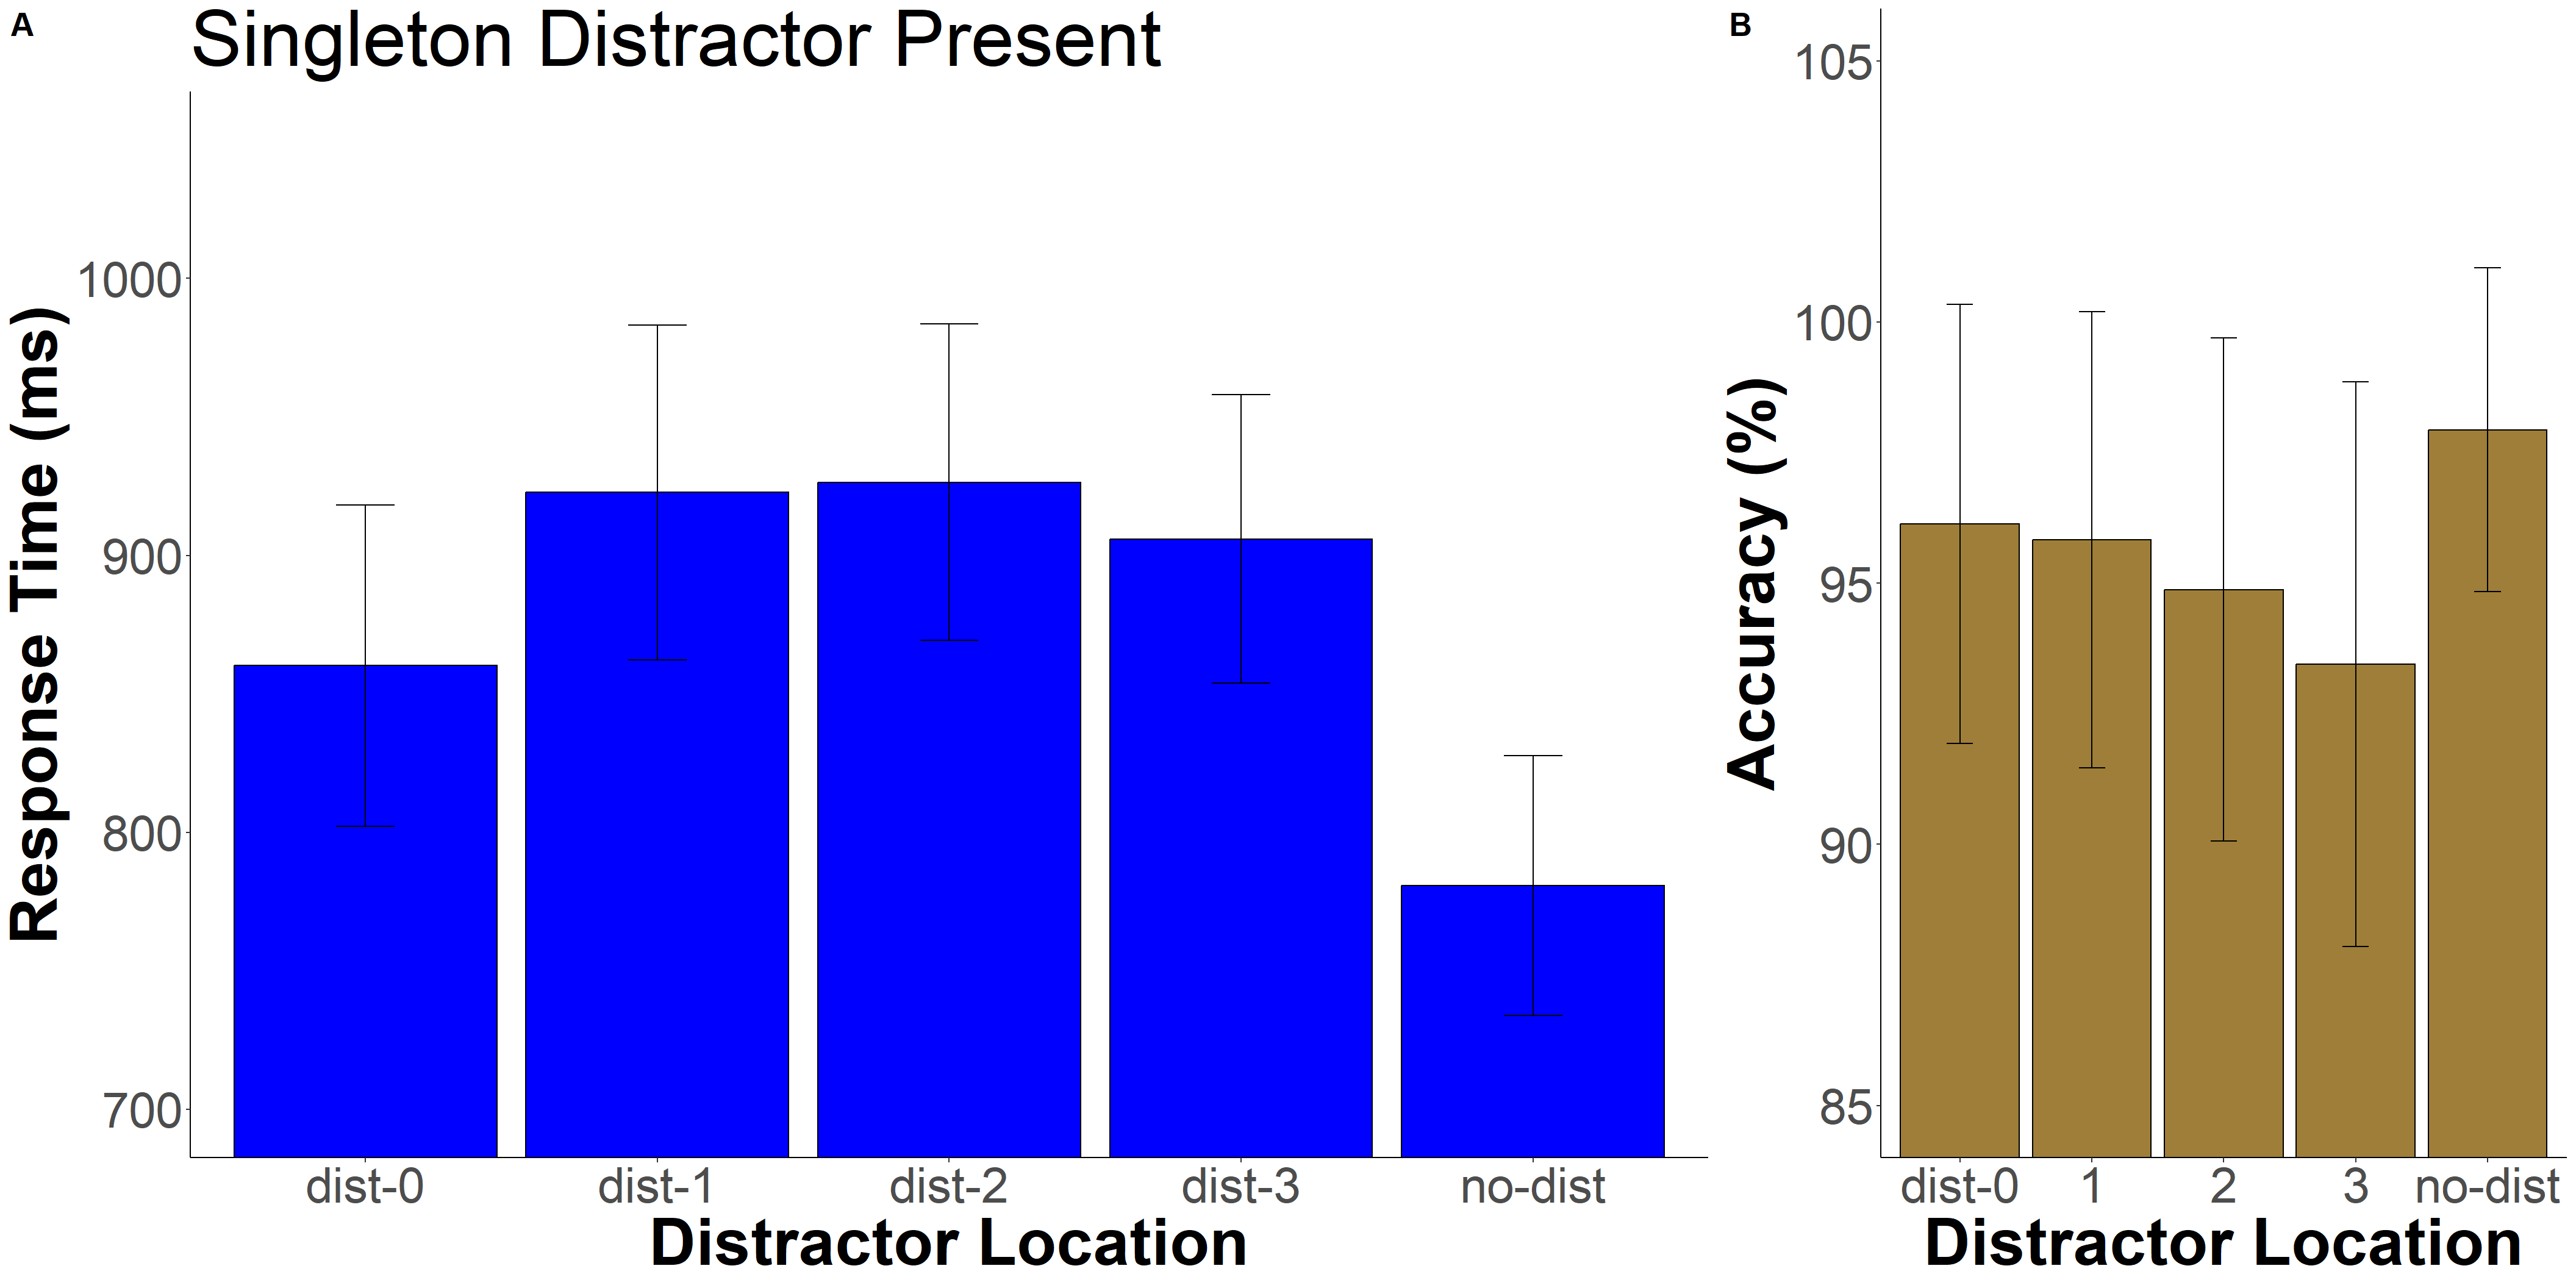 A
Singleton Distractor Present
Response Time (ms)
1000
900
800
700
dist-0 dist-1 dist-2 dist-3 no-dist
Distractor Location
B
Accuracy (%)
105
100
95
90
85
dist-0 1 2 3 no-dist
Distractor Location